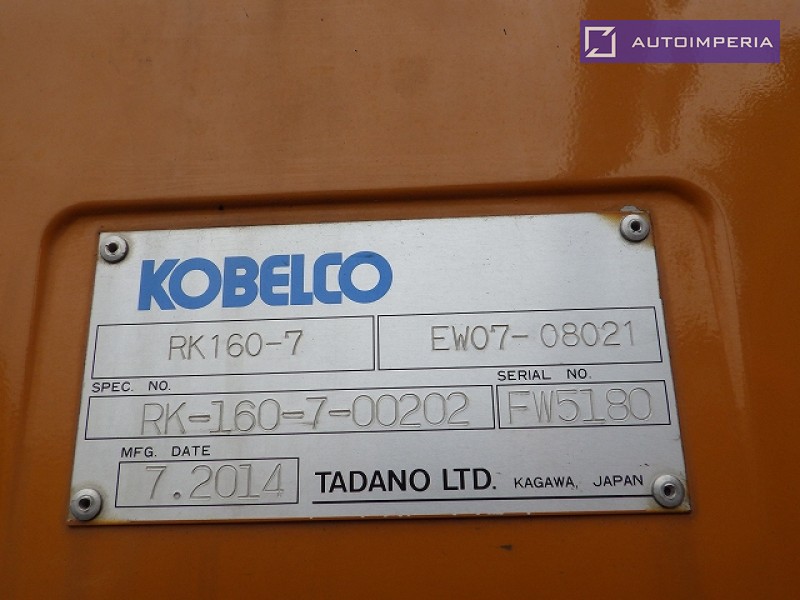 AUTOIMPERIA
KOBELCO
RK160-7
EW07-08021
SPEC. NO.
SERIAL NO.
RK-160-7-00202
FW5180
MFG. DATE
7.2014
TADANO LTD. KAGAWA, JAPAN